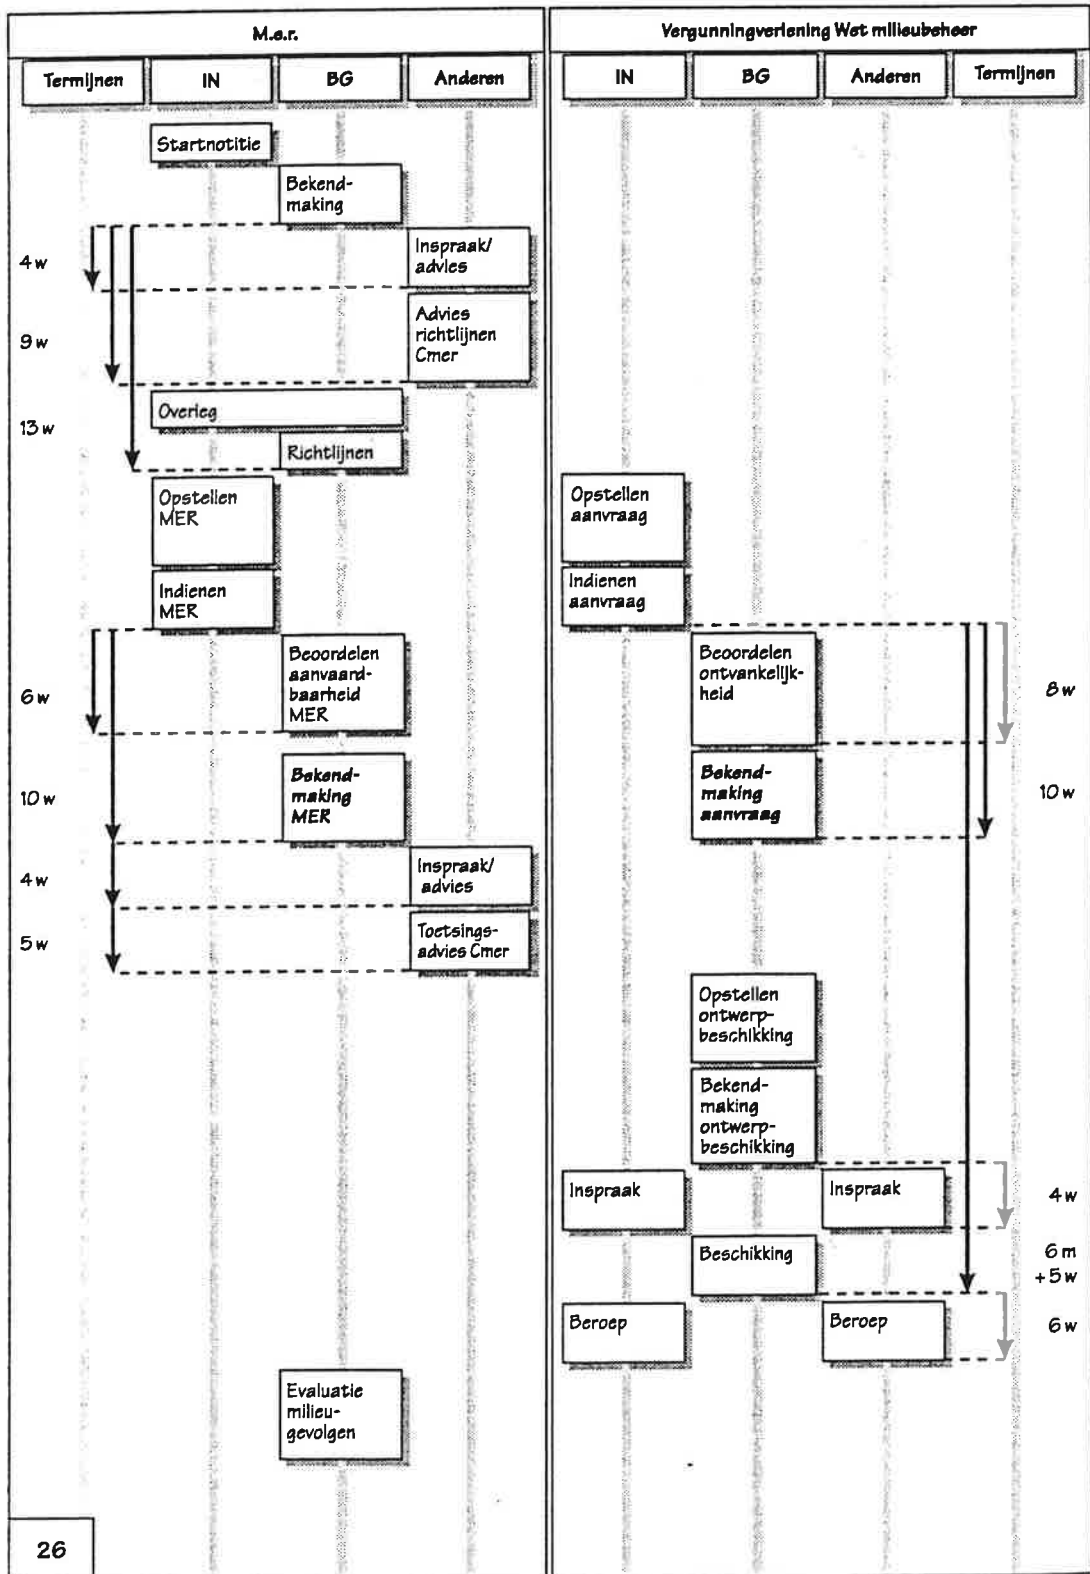 M.e.r.
Termijnen
IN
BG
Anderen
Startnotitie
Bekend-
making
Inspraak/
advies
4 w
Advies
richtlijnen
Cmer
9 w
Overleg
13 w
Richtlijnen
Opstellen
MER
Indienen
MER
Beoordelen
aanvaard-
baarheid
MER
6 w
Bekend-
making
MER
10 w
Inspraak/
advies
4 w
Toetsings-
advies Cmer
5 w
Evaluatie
milieu-
gevolgen
26
Vergunningverlening Wet milieubeheer
IN
BG
Anderen
Termijnen
Opstellen
aanvraag
Indienen
aanvraag
Beoordelen
ontvankelijk-
heid
8 w
Bekend-
making
aanvraag
10 w
Opstellen
ontwerp-
beschikking
Bekend-
making
ontwerp-
beschikking
Inspraak
Inspraak
4 w
Beschikking
6 m
+5 w
Beroep
Beroep
6 w